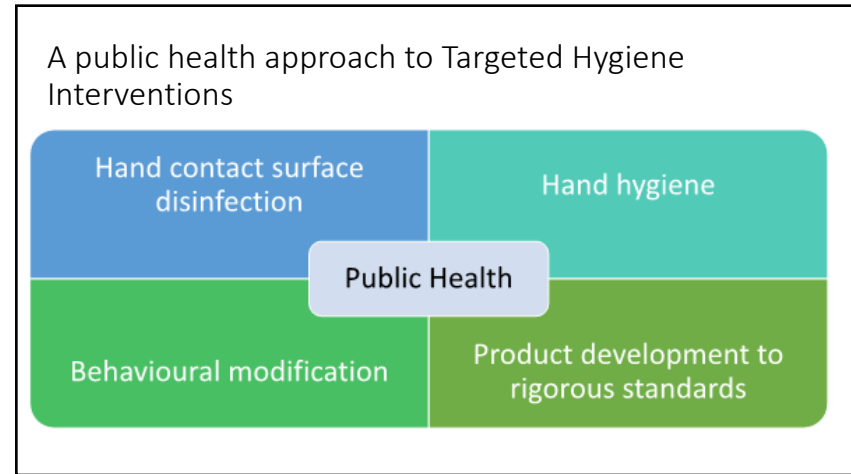 A public health approach to Targeted Hygiene
Interventions
Hand contact surface
disinfection
Hand hygiene
Public Health
Behavioural modification
Product development to
rigorous standards